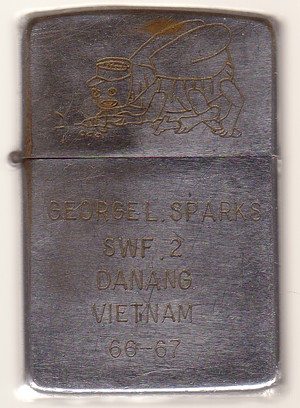 GEORGE L. SPARKS
SWF 2
DANANG
VIETNAM
66-67